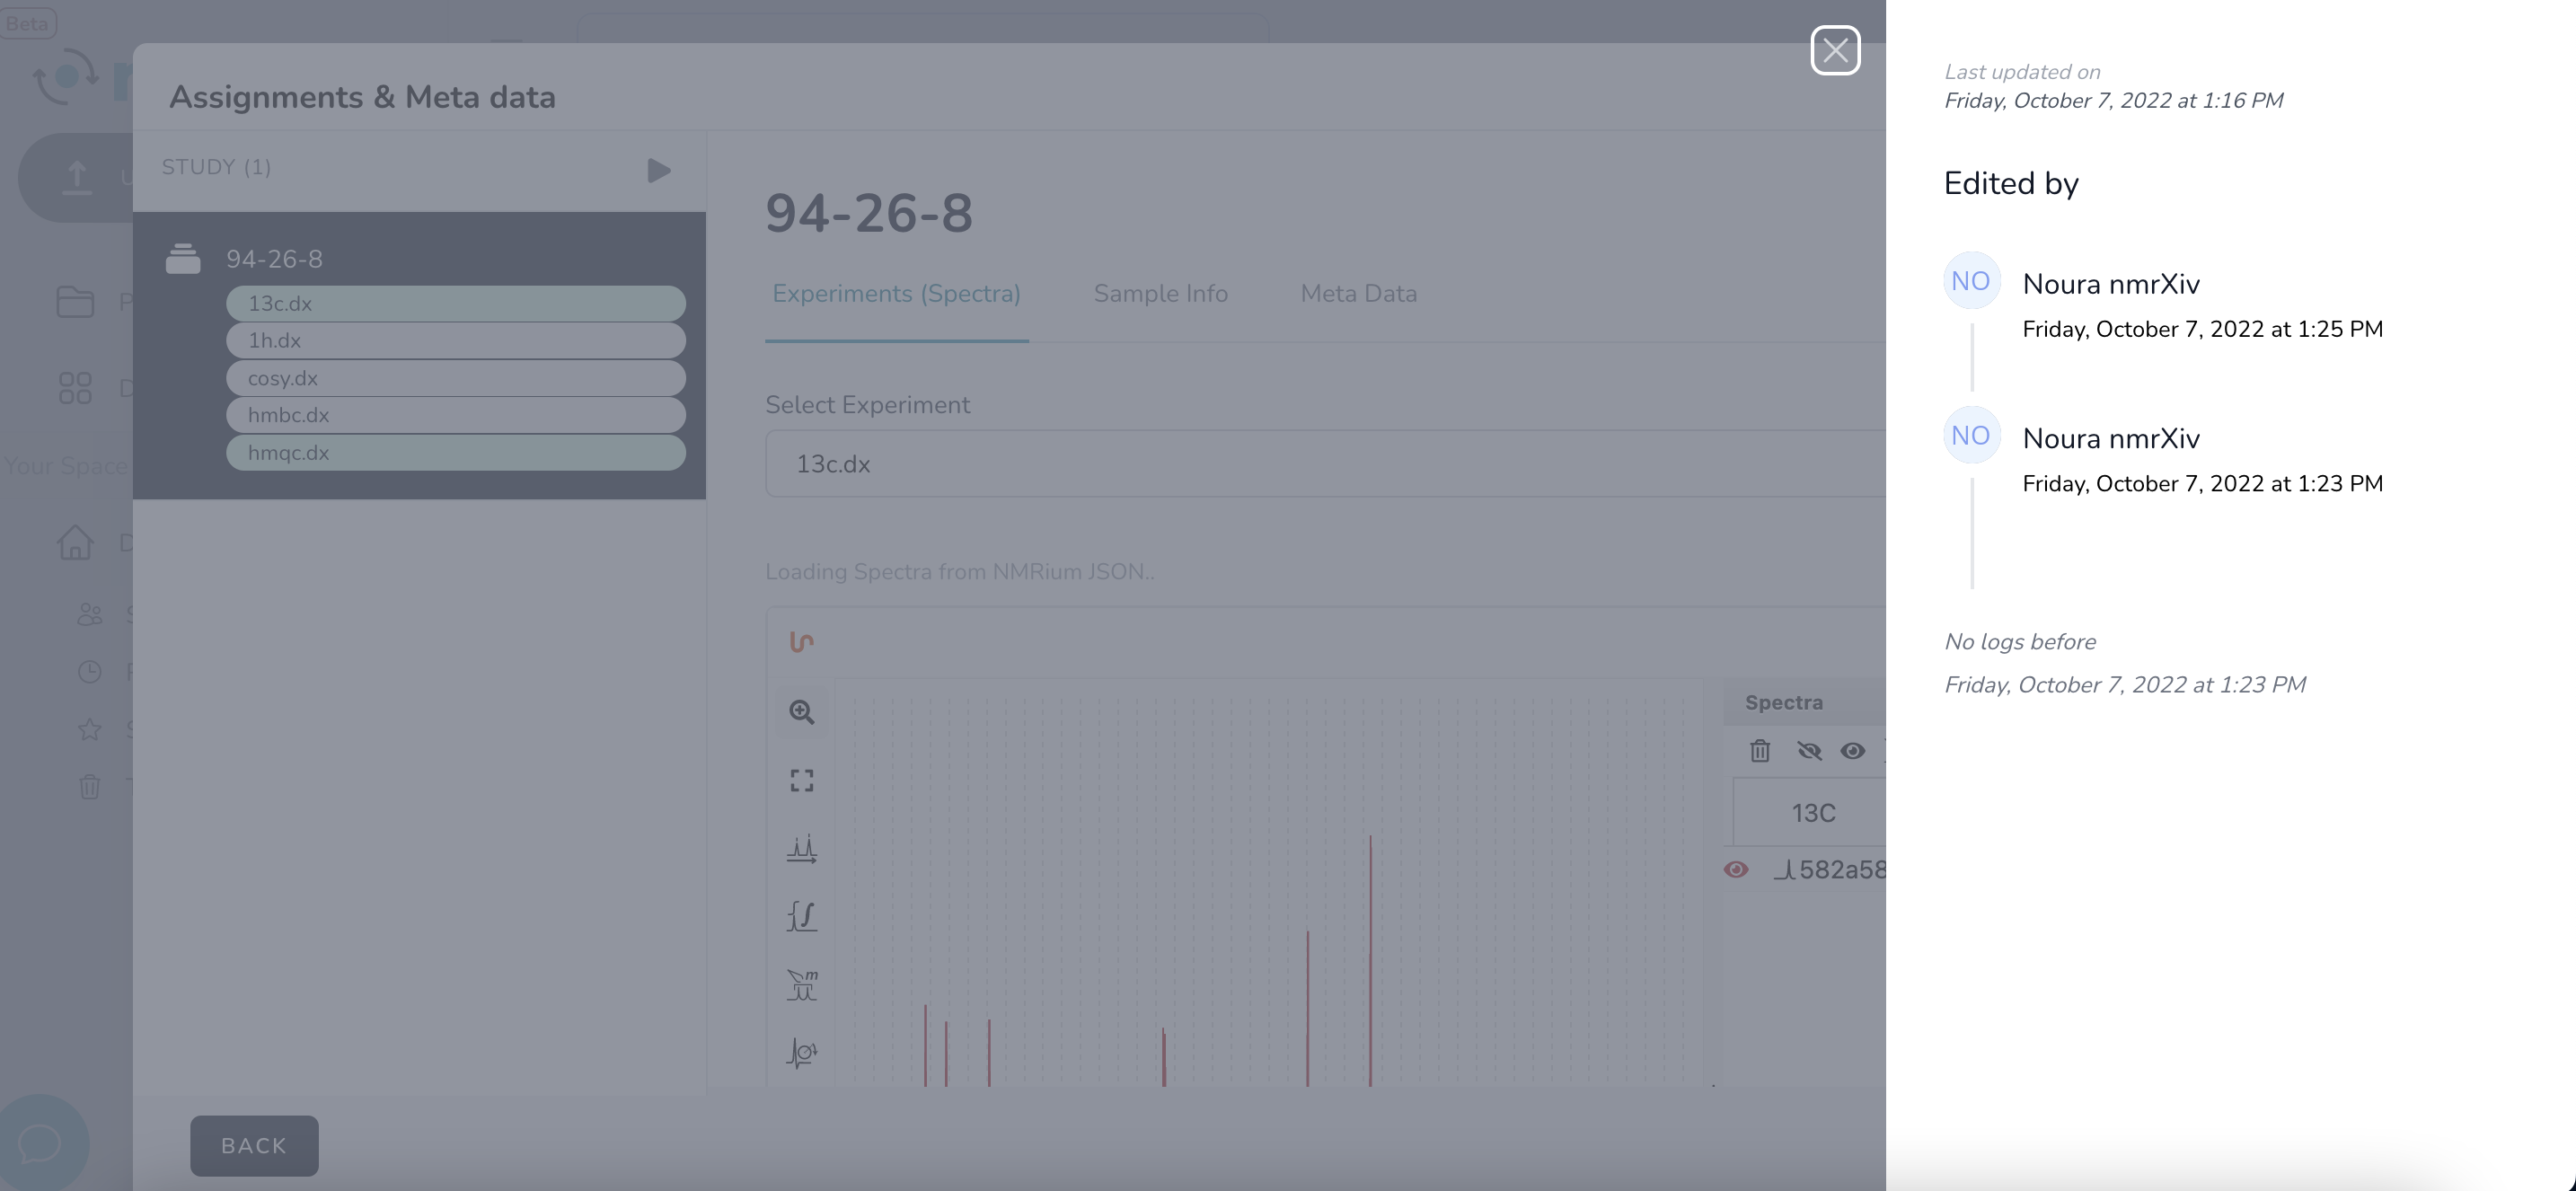 Beta
Assignments & Meta data
STUDY (1)
94-26-8
13c.dx
1h.dx
cosy.dx
hmbc.dx
hmqc.dx
Your Space
BACK
94-26-8
Experiments (Spectra)
Sample Info
Meta Data
Select Experiment
13c.dx
Loading Spectra from NMRium JSON..
Spectra
13C
582a58
Last updated on
Friday, October 7, 2022 at 1:16 PM
Edited by
NO
Noura nmrXiv
Friday, October 7, 2022 at 1:25 PM
NO
Noura nmrXiv
Friday, October 7, 2022 at 1:23 PM
No logs before
Friday, October 7, 2022 at 1:23 PM